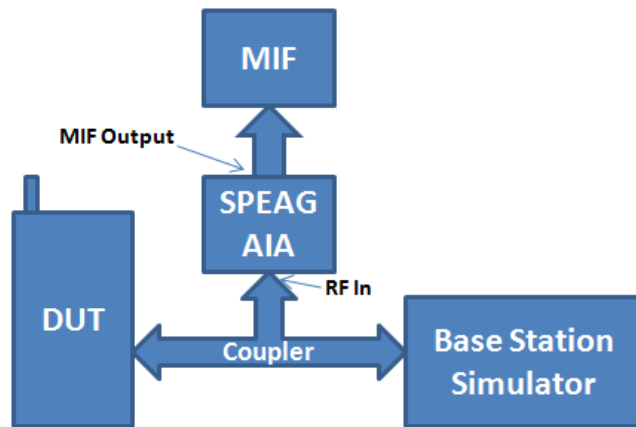 MIF
MIF Output
SPEAG
AIA
RF In
DUT
Coupler
Base Station
Simulator